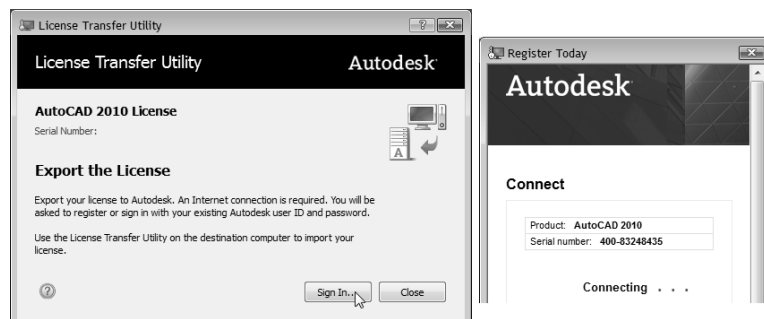 License Transfer Utility
License Transfer Utility
Autodesk
AutoCAD 2010 License
Serial Number:
A
Export the License
Export your license to Autodesk. An Internet connection is required. You will be
asked to register or sign in with your existing Autodesk user ID and password.
Use the License Transfer Utility on the destination computer to import your
license.
?
Sign In...
Close
Register Today
Autodesk
Connect
Product: AutoCAD 2010
Serial number: 400-83248435
Connecting . . .